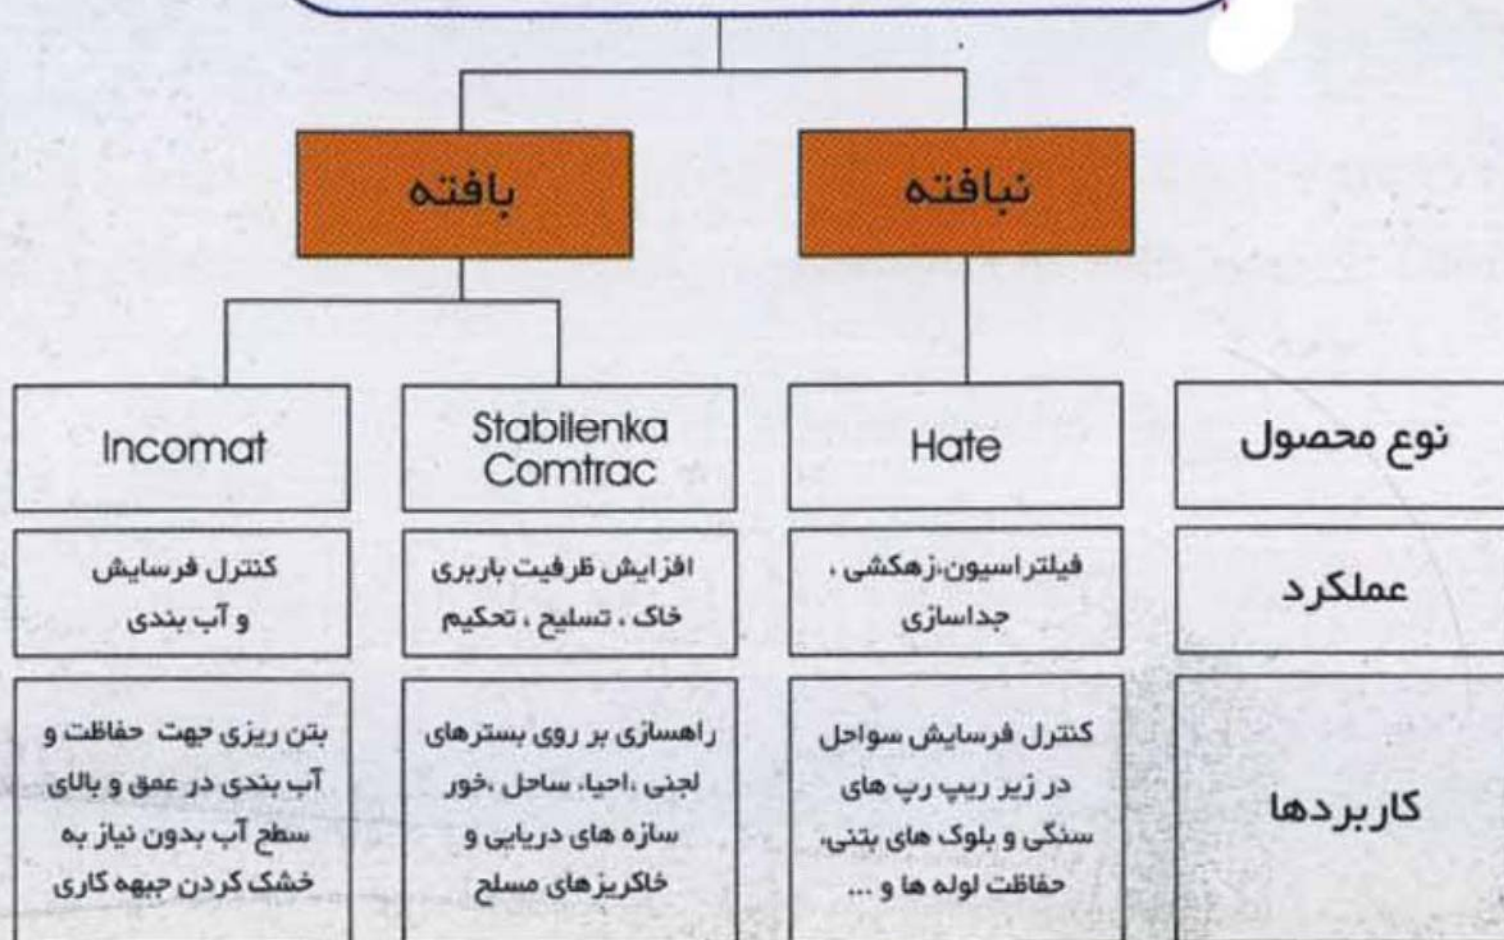 نبافته
بافته
نوع محصول
Hate
Stabilenka
Comtrac
Incomat
عملکرد
فیلتراسیون،زهکشی ،
جداسازی
افزایش ظرفیت باربری
خاک ، تسلیح ، تحکیم
کنترل فرسایش
و آب بندی
کاربردها
کنترل فرسایش سواحل
در زیر ریپ رپ های
سنگی و بلوک های بتنی،
حفاظت لوله ها و ...
راهسازی بر روی بسترهای
لجنی ،احیاء ساحل ،خور
سازه های دریایی و
خاکریزهای مسلح
بتن ریزی جهت حفاظت و
آب بندی در عمق و بالای
سطح آب بدون نیاز به
خشک کردن جبهه کاری